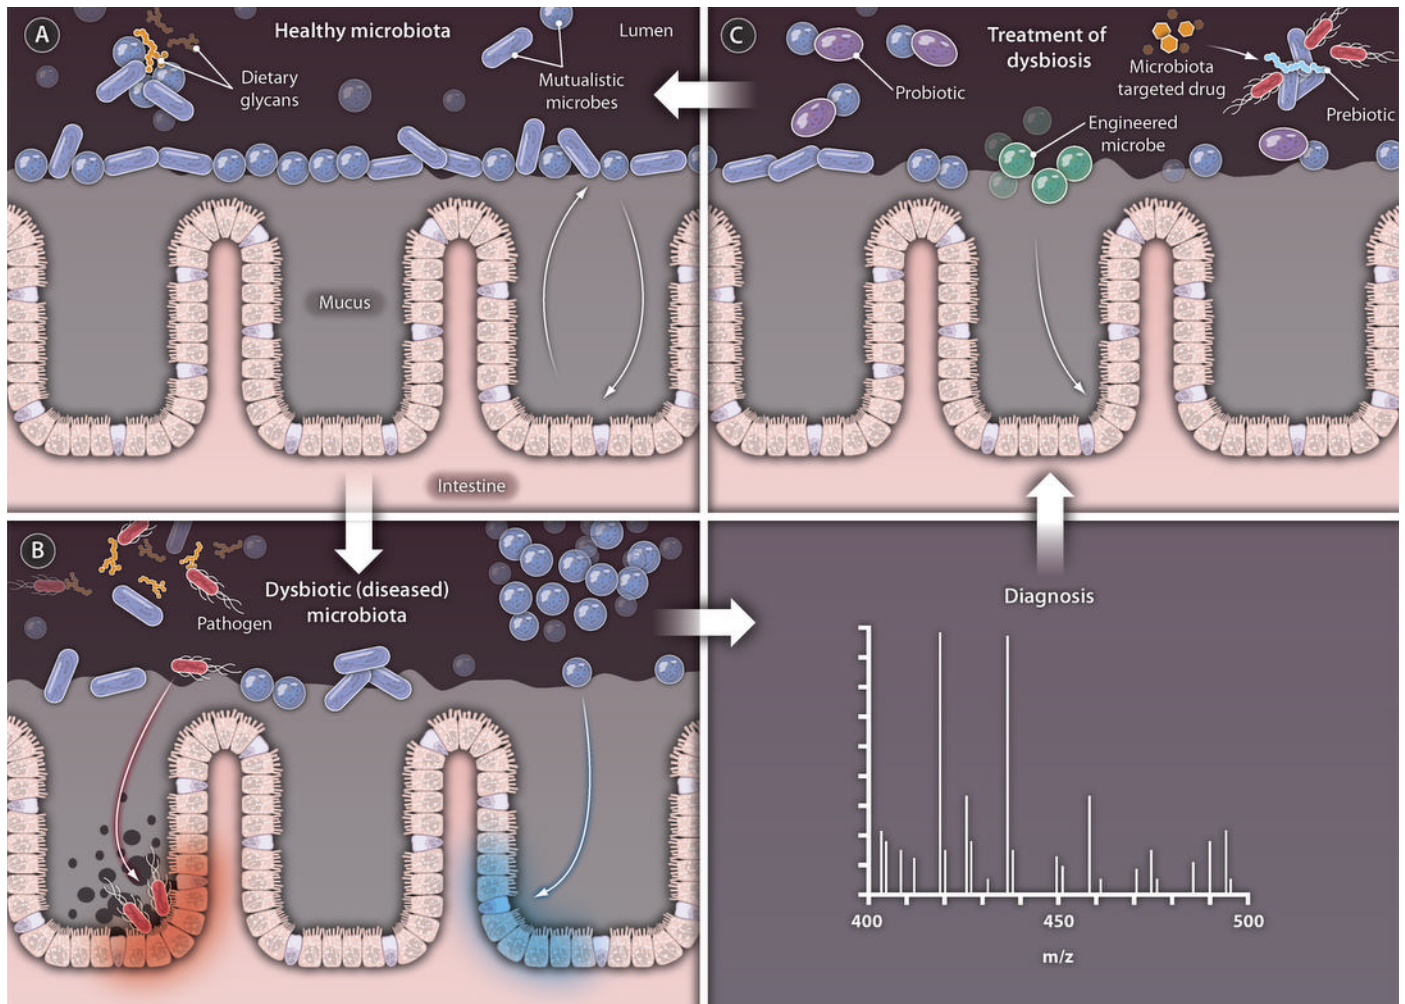 A
Healthy microbiota
Lumen
Dietary
glycans
Mutualistic
microbes
Mucus
Intestine
C
Treatment of
dysbiosis
Probiotic
Microbiota
targeted drug
Prebiotic
Engineered
microbe
B
Dysbiotic (diseased)
microbiota
Pathogen
Diagnosis
400
450
500
m/z